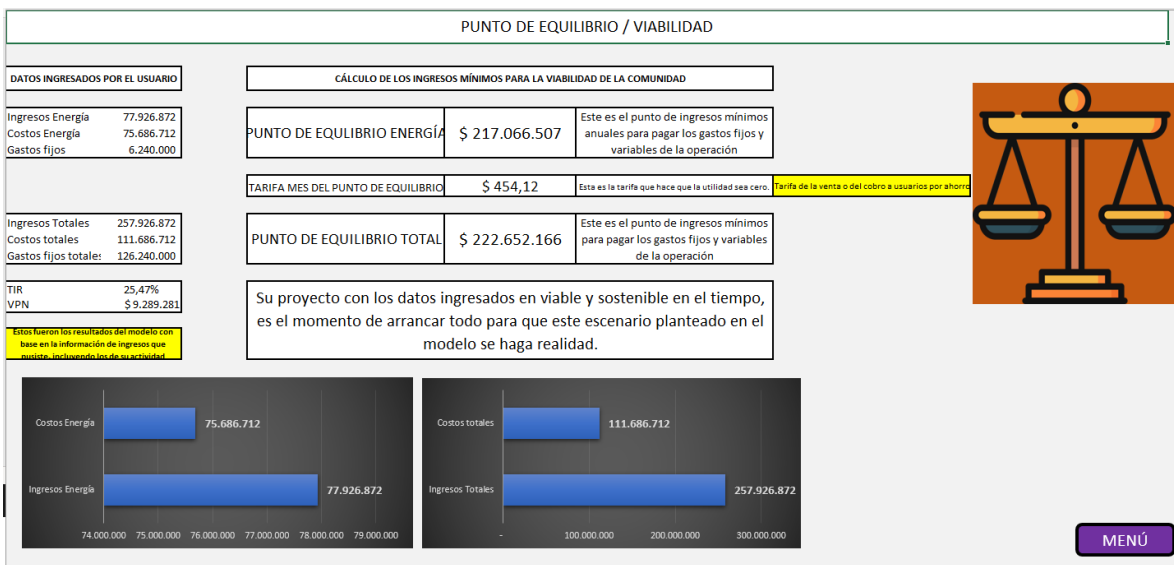 PUNTO DE EQUILIBRIO / VIABILIDAD
DATOS INGRESADOS POR EL USUARIO
CÁLCULO DE LOS INGRESOS MÍNIMOS PARA LA VIABILIDAD DE LA COMUNIDAD
Ingresos Energía 77.926.872
Costos Energía 75.686.712
Gastos fijos 6.240.000
PUNTO DE EQULIBRIO ENERGÍA
$ 217.066.507
Este es el punto de ingresos mínimos
anuales para pagar los gastos fijos y
variables de la operación
TARIFA MES DEL PUNTO DE EQUILIBRIO
$ 454,12
Esta es la tarifa que hace que la utilidad sea cero.
Tarifa de la venta o del cobro a usuarios por ahorro
Ingresos Totales 257.926.872
Costos totales 111.686.712
Gastos fijos totales 126.240.000
PUNTO DE EQUILIBRIO TOTAL
$ 222.652.166
Este es el punto de ingresos mínimos
para pagar los gastos fijos y variables
de la operación
TIR 25,47%
VPN $ 9.289.281
Su proyecto con los datos ingresados en viable y sostenible en el tiempo,
es el momento de arrancar todo para que este escenario planteado en el
modelo se haga realidad.
Estos fueron los resultados del modelo con
base en la información de ingresos que
pusiste, incluyendo los de su actividad
Costos Energía 75.686.712
Ingresos Energía 77.926.872
74.000.000 75.000.000 76.000.000 77.000.000 78.000.000 79.000.000
Costos totales 111.686.712
Ingresos Totales 257.926.872
- 100.000.000 200.000.000 300.000.000
MENÚ